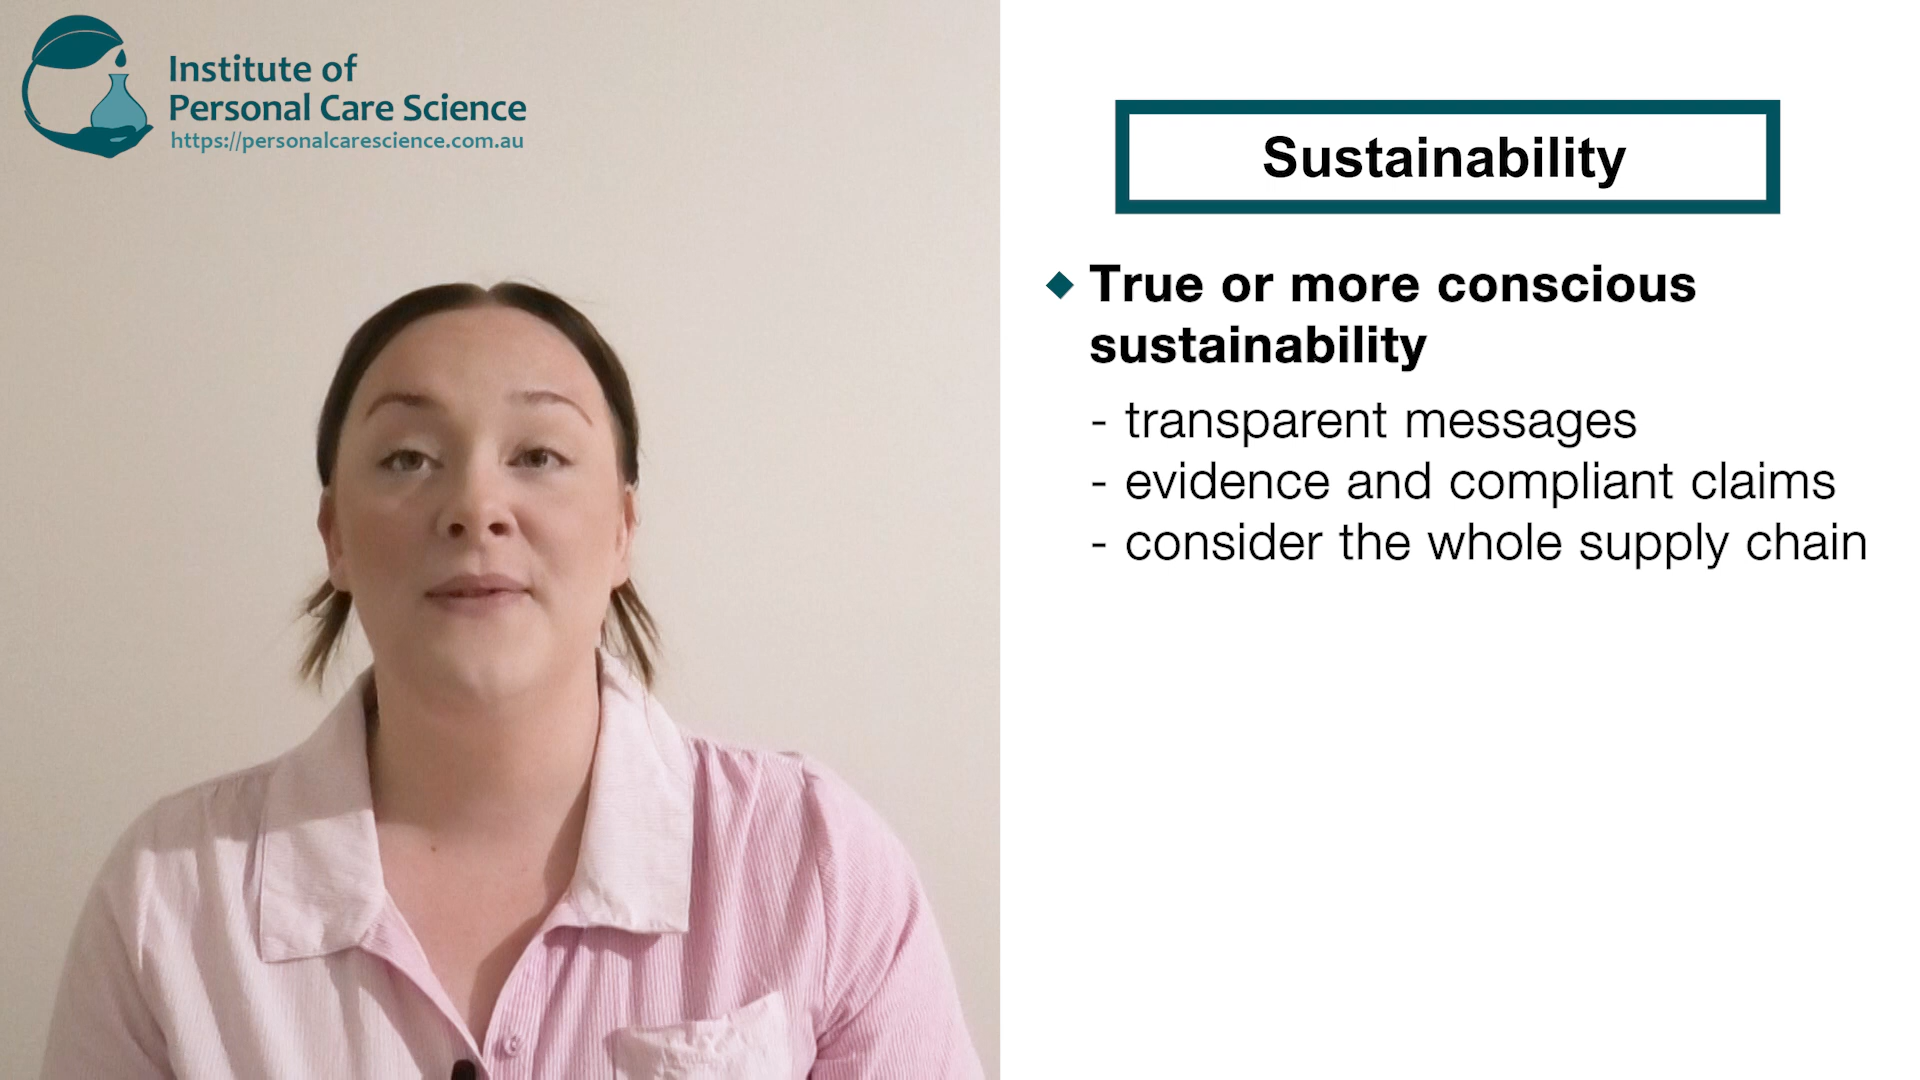 Institute of
Personal Care Science
https://personalcarescience.com.au
Sustainability
True or more conscious
sustainability
- transparent messages
- evidence and compliant claims
- consider the whole supply chain